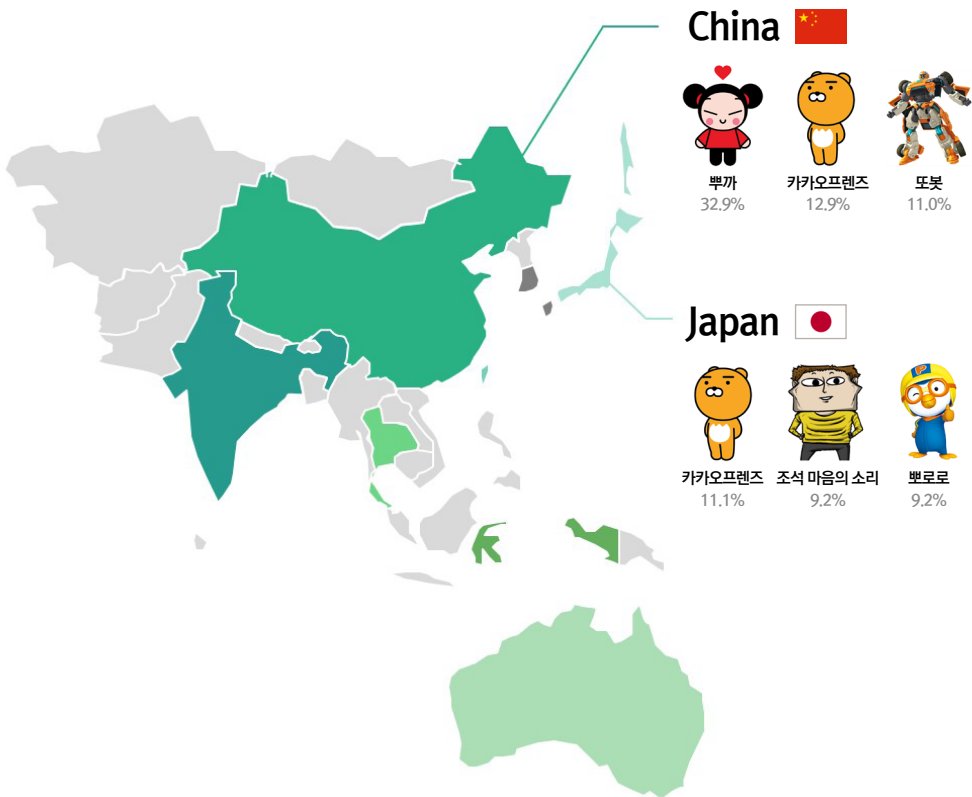 China
뿌까 카카오프렌즈 또봇
32.9% 12.9% 11.0%
Japan
카카오프렌즈 조석 마음의 소리 뽀로로
11.1% 9.2% 9.2%
P